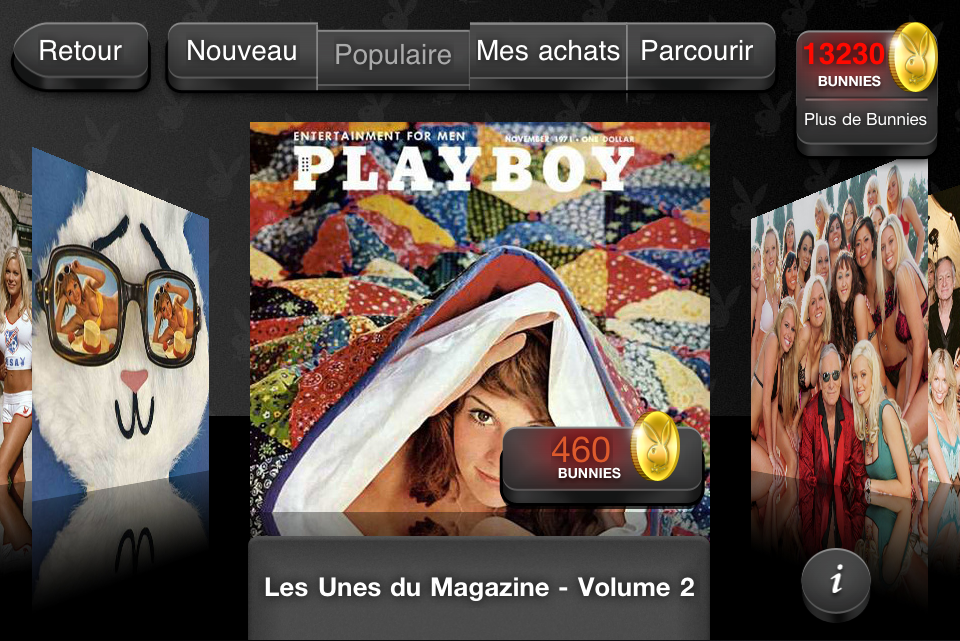 Retour
Nouveau
Populaire
Mes achats
Parcourir
13230
BUNNIES
Plus de Bunnies
ENTERTAINMENT FOR MEN
NOVEMBER 1971 • ONE DOLLAR
PLAYBOY
460
BUNNIES
Les Unes du Magazine - Volume 2
i